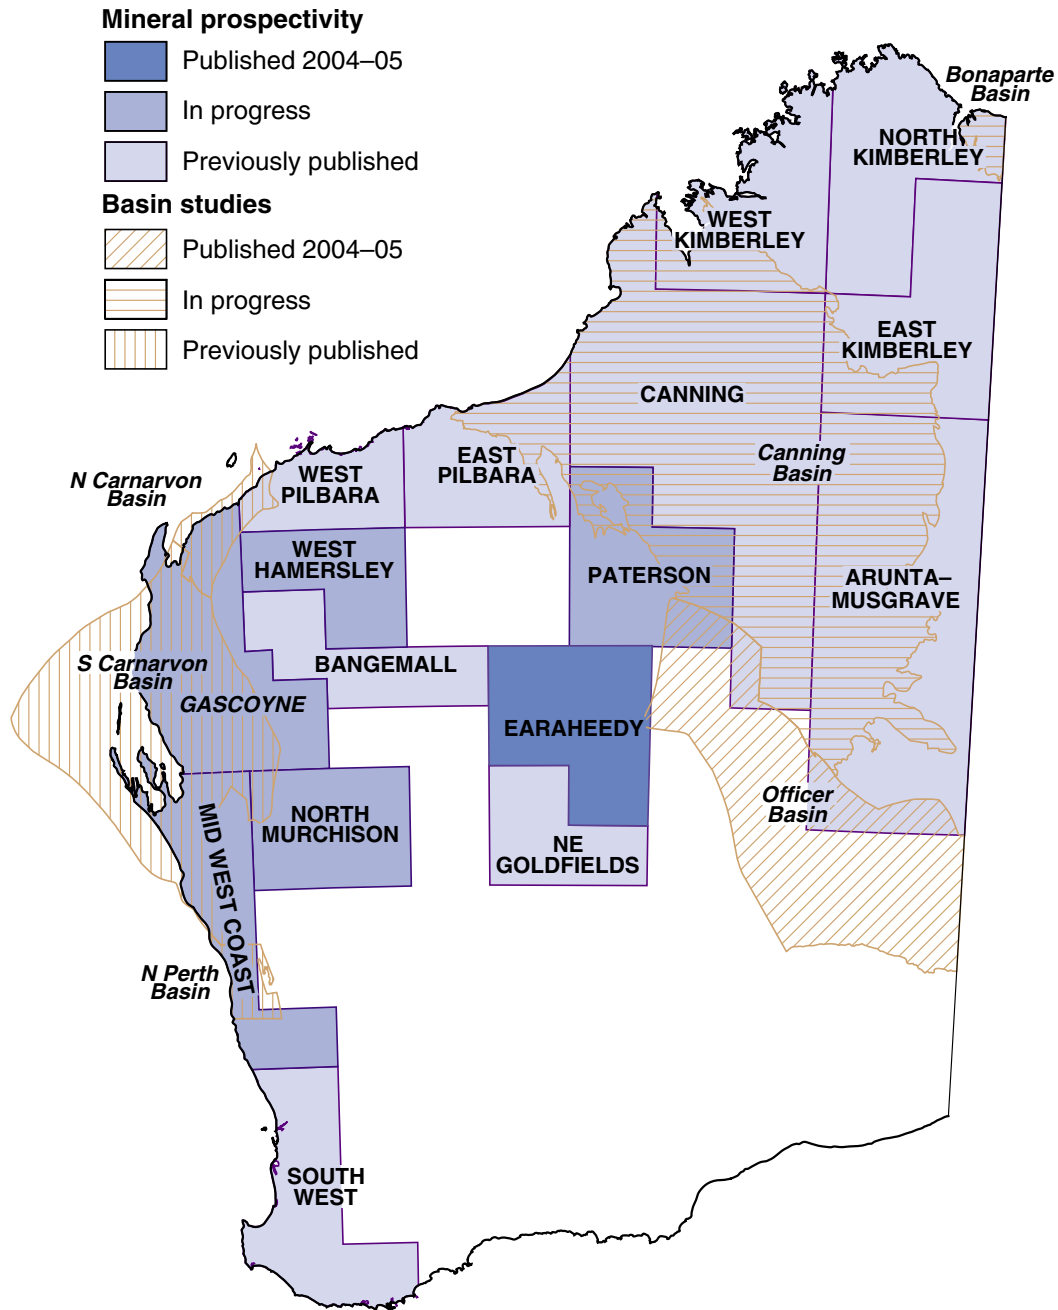 Mineral prospectivity
Published 2004–05
In progress
Previously published
Basin studies
Published 2004–05
In progress
Previously published
Bonaparte
Basin
NORTH
KIMBERLEY
WEST
KIMBERLEY
EAST
KIMBERLEY
CANNING
Canning
Basin
EAST
PILBARA
WEST
PILBARA
N Carnarvon
Basin
WEST
HAMERSLEY
PATERSON
ARUNTA–
MUSGRAVE
BANGEMALL
S Carnarvon
Basin
GASCOYNE
EARAHEEDY
Officer
Basin
NORTH
MURCHISON
MID WEST COAST
NE
GOLDFIELDS
N Perth
Basin
SOUTH
WEST